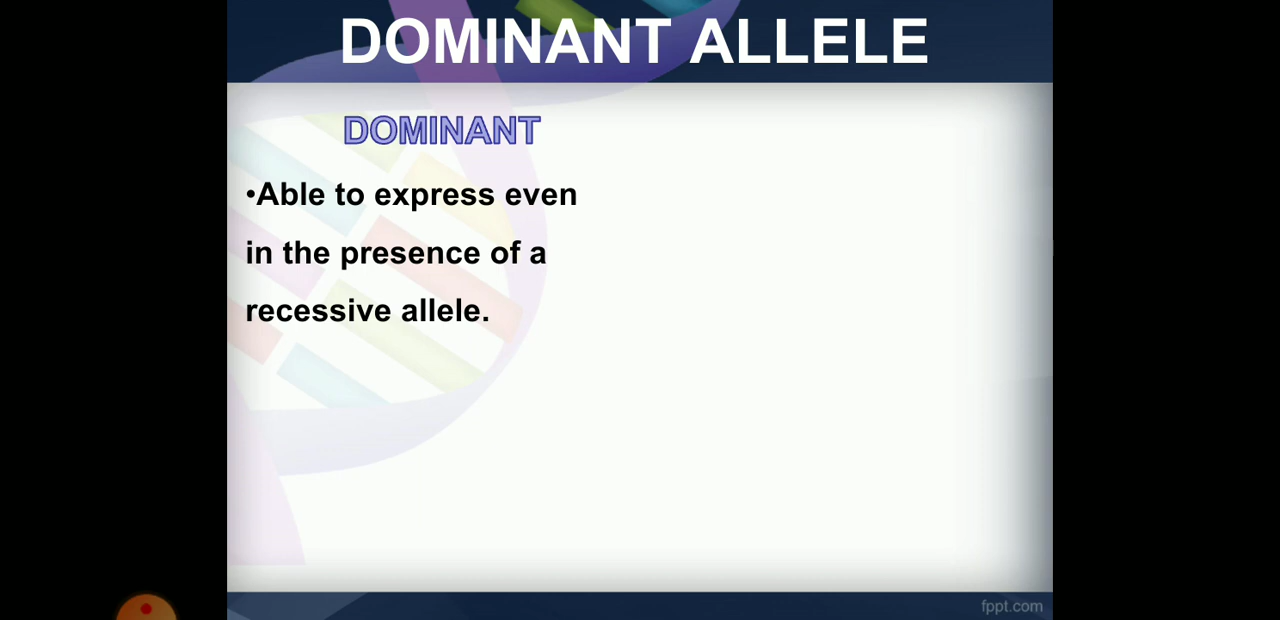 DOMINANT ALLELE
DOMINANT
•Able to express even
in the presence of a
recessive allele.
fppt.com